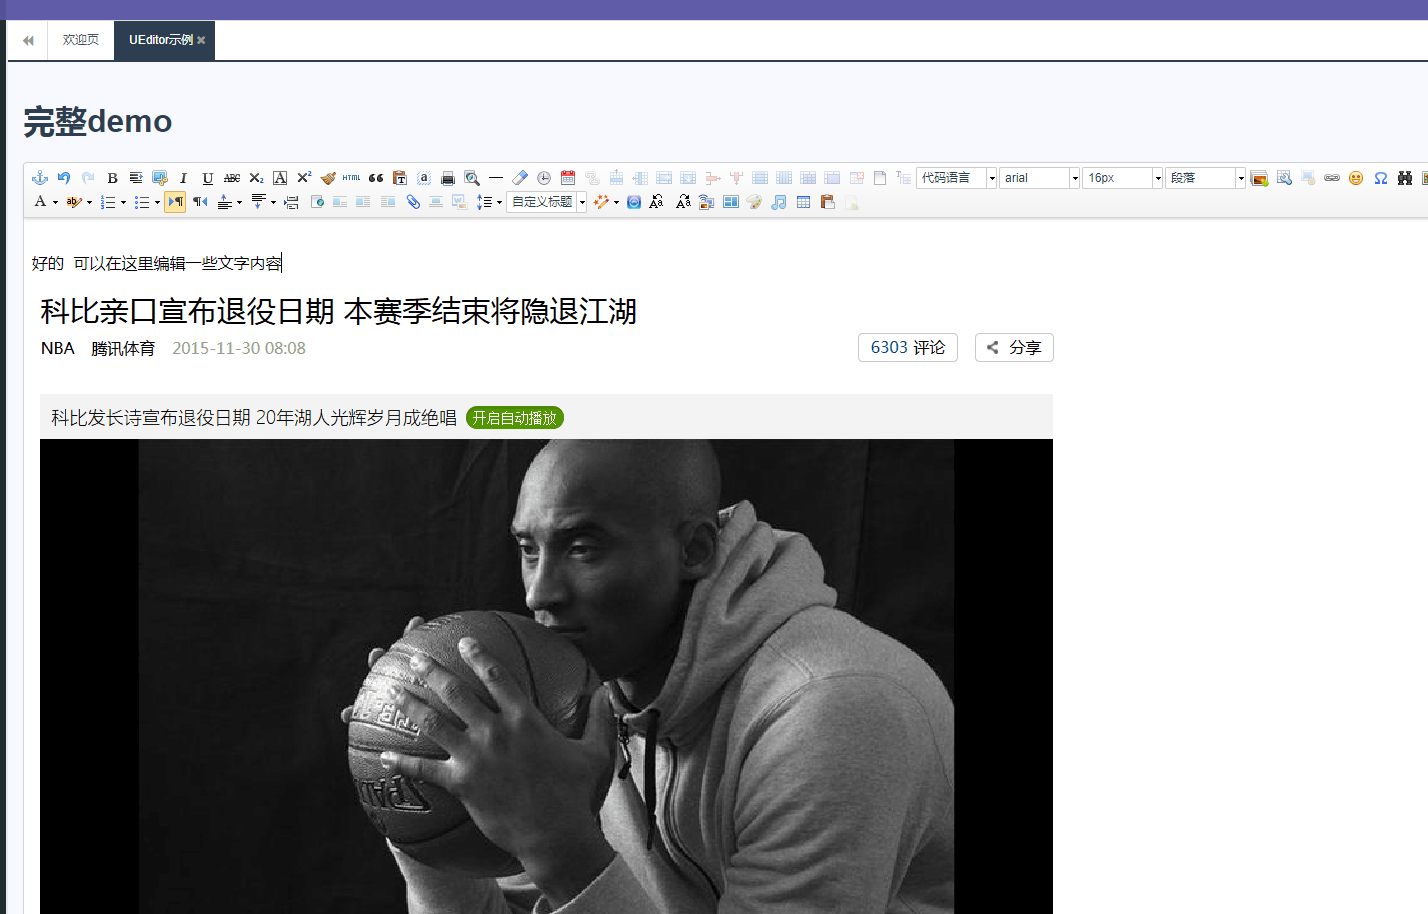 欢迎页
UEditor示例
完整demo
B I U ABC X₂ A X² HTML
代码语言 arial 16px 段落
A 自定义标题
好的 可以在这里编辑一些文字内容
科比亲口宣布退役日期 本赛季结束将隐退江湖
NBA 腾讯体育 2015-11-30 08:08
6303 评论 分享
科比发长诗宣布退役日期 20年湖人光辉岁月成绝唱 开启自动播放